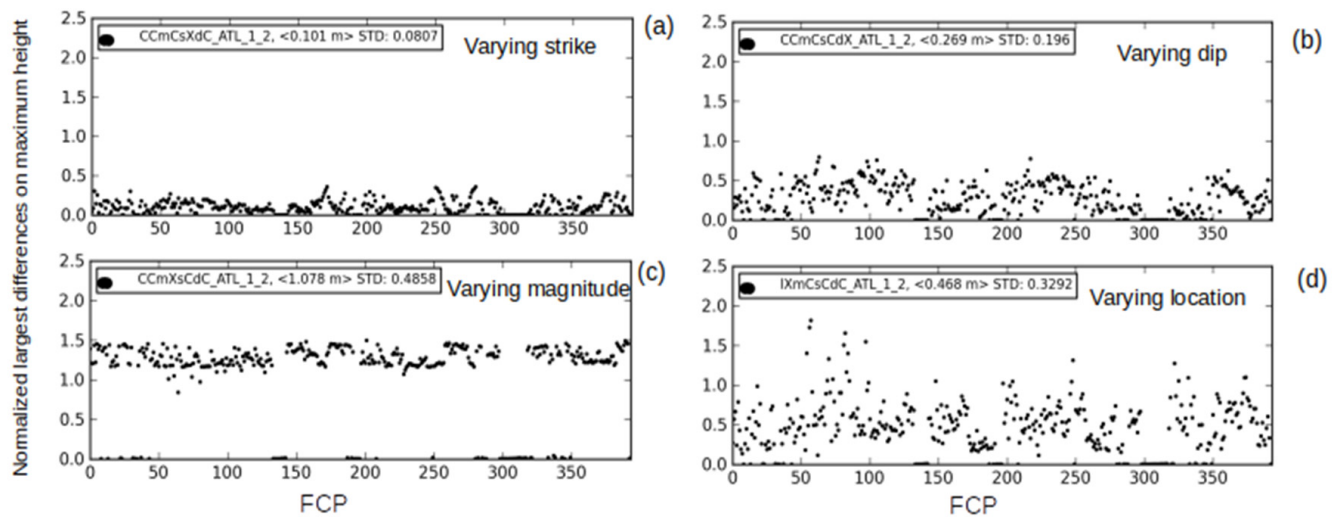 Normalized largest differences on maximum height
2.5
2.0
1.5
1.0
0.5
0.0
CCmCsXdC_ATL_1_2, <0.101 m> STD: 0.0807
Varying strike
(a)
0 50 100 150 200 250 300 350
2.5
2.0
1.5
1.0
0.5
0.0
CCmCsCdX_ATL_1_2, <0.269 m> STD: 0.196
Varying dip
(b)
0 50 100 150 200 250 300 350
2.5
2.0
1.5
1.0
0.5
0.0
CCmXsCdC_ATL_1_2, <1.078 m> STD: 0.4858
Varying magnitude
(c)
0 50 100 150 200 250 300 350
FCP
2.5
2.0
1.5
1.0
0.5
0.0
IXmCsCdC_ATL_1_2, <0.468 m> STD: 0.3292
Varying location
(d)
0 50 100 150 200 250 300 350
FCP